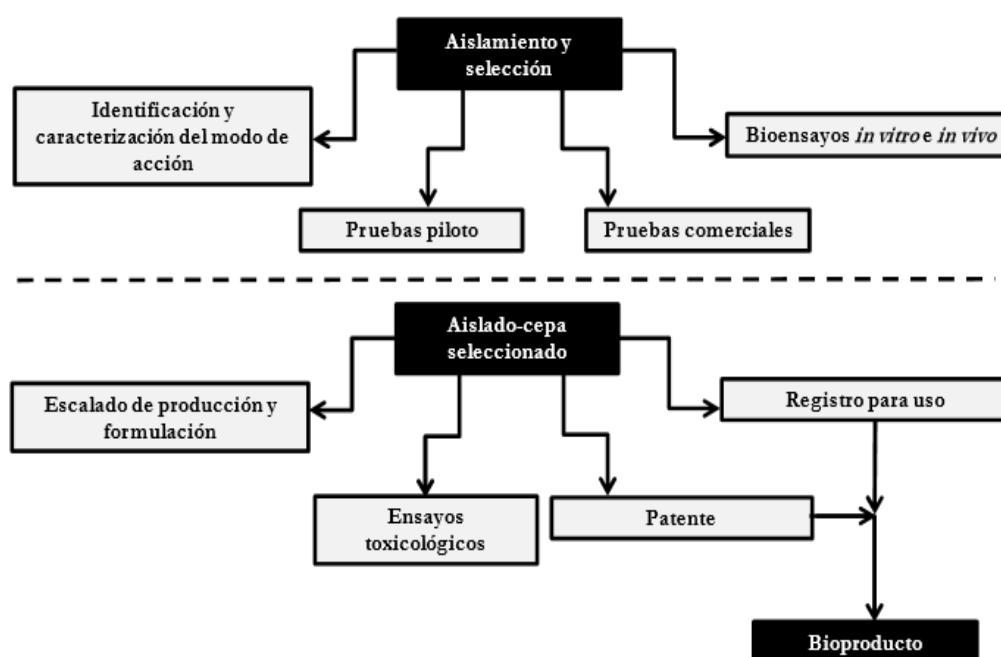 Aislamiento y
selección
Identificación y
caracterización del modo de
acción
Bioensayos in vitro e in vivo
Pruebas piloto
Pruebas comerciales
Aislado-cepa
seleccionado
Escalado de producción y
formulación
Registro para uso
Ensayos
toxicológicos
Patente
Bioproducto